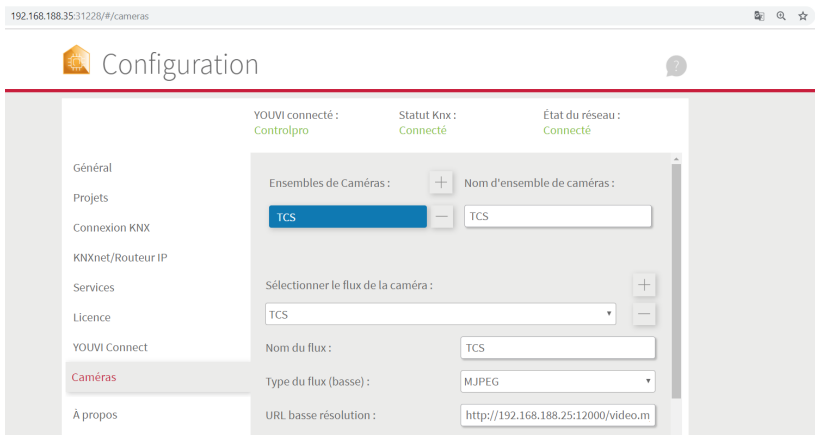 192.168.188.35:31228/#/cameras
Configuration
?
YOUVI connecté :
Controlpro
Statut Knx :
Connecté
État du réseau :
Connecté
Général
Projets
Connexion KNX
KNXnet/Routeur IP
Services
Licence
YOUVI Connect
Caméras
À propos
Ensembles de Caméras :
Nom d'ensemble de caméras :
TCS
TCS
Sélectionner le flux de la caméra :
TCS
Nom du flux :
TCS
Type du flux (basse) :
MJPEG
URL basse résolution :
http://192.168.188.25:12000/video.m